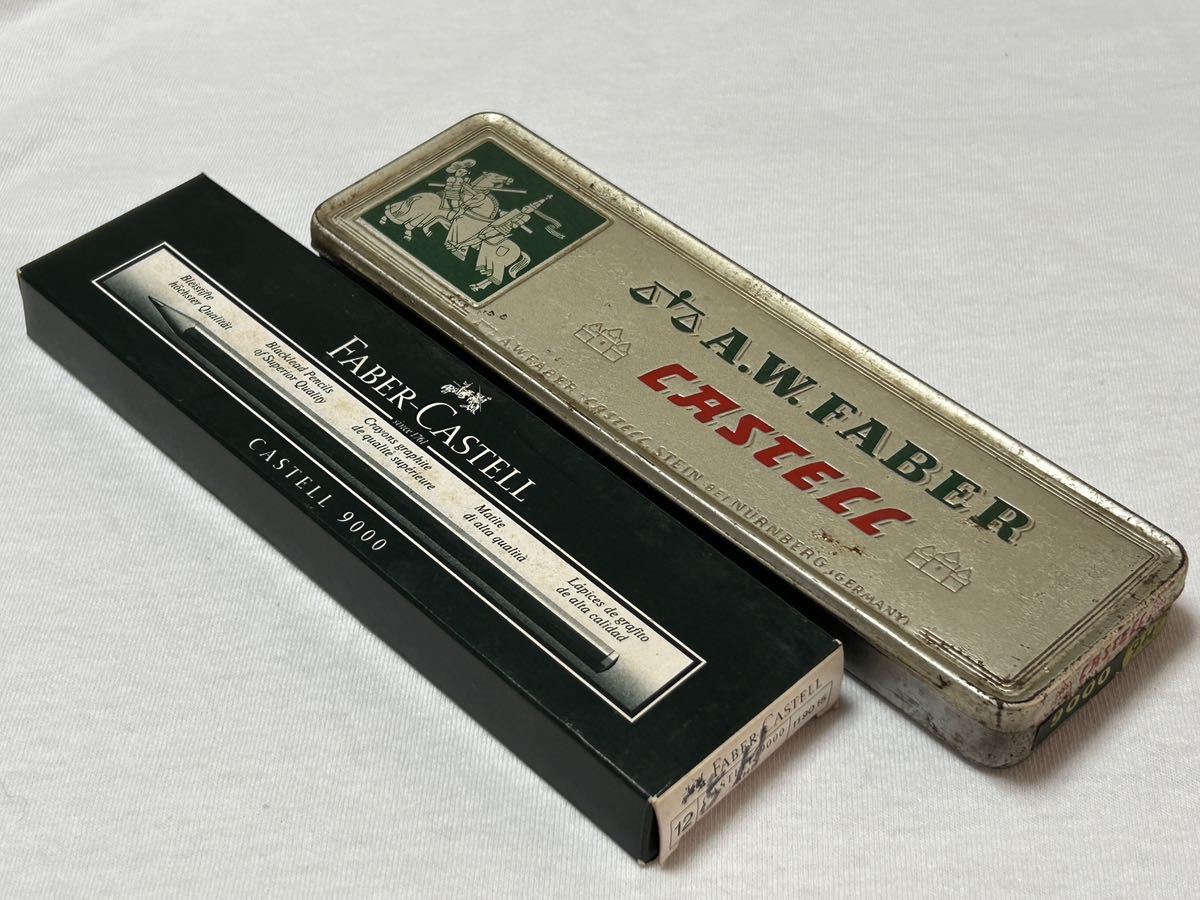 Bleistifte
höchster Qualität
Blacklead Pencils
of Superior Quality
Crayons graphite
de qualité supérieure
Matite
di alta qualità
Lápices de grafito
de alta calidad
FABER-CASTELL
since 1761
CASTELL 9000
12
FABER-CASTELL
9000
A.W. FABER
CASTELL
A.W.FABER-CASTELL STEIN BEI NÜRNBERG (GERMANY)
CASTELL
9000